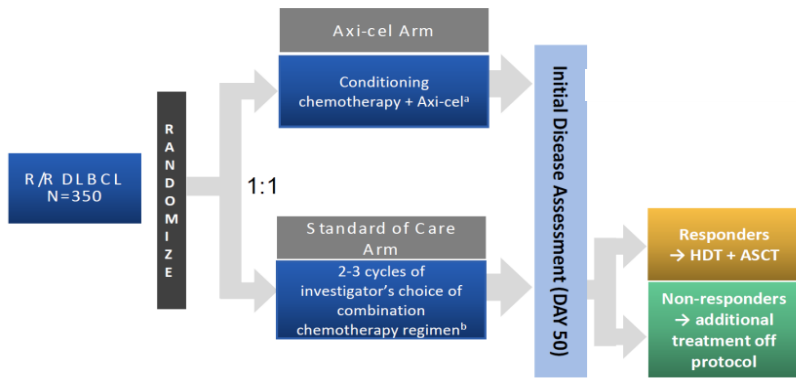 R/R DLBCL
N=350
RANDOMIZE
1:1
Axi-cel Arm
Conditioning
chemotherapy + Axi-celᵃ
Standard of Care
Arm
2-3 cycles of
investigator’s choice of
combination
chemotherapy regimenᵇ
Initial Disease Assessment (DAY 50)
Responders
→ HDT + ASCT
Non-responders
→ additional
treatment off
protocol